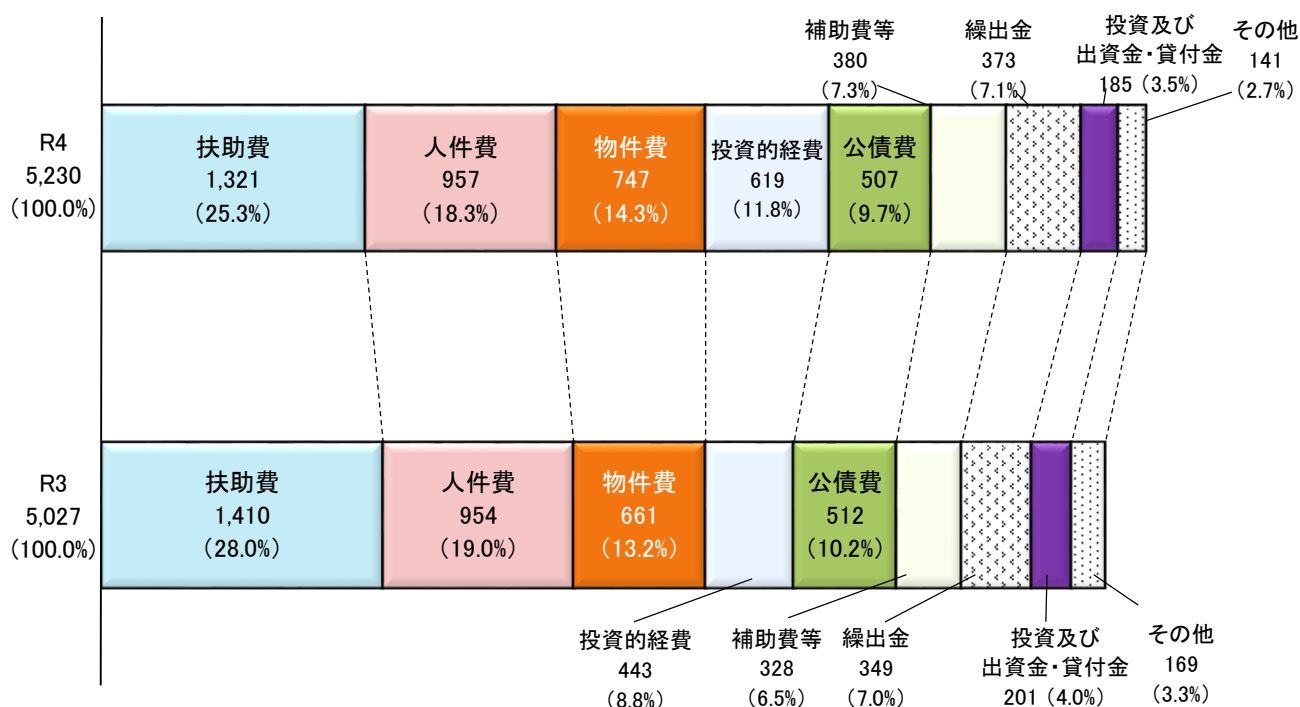 補助費等
380
(7.3%)
繰出金
373
(7.1%)
投資及び
出資金・貸付金
185 (3.5%)
その他
141
(2.7%)
R4
5,230
(100.0%)
扶助費
1,321
(25.3%)
人件費
957
(18.3%)
物件費
747
(14.3%)
投資的経費
619
(11.8%)
公債費
507
(9.7%)
R3
5,027
(100.0%)
扶助費
1,410
(28.0%)
人件費
954
(19.0%)
物件費
661
(13.2%)
公債費
512
(10.2%)
投資的経費
443
(8.8%)
補助費等
328
(6.5%)
繰出金
349
(7.0%)
投資及び
出資金・貸付金
201 (4.0%)
その他
169
(3.3%)